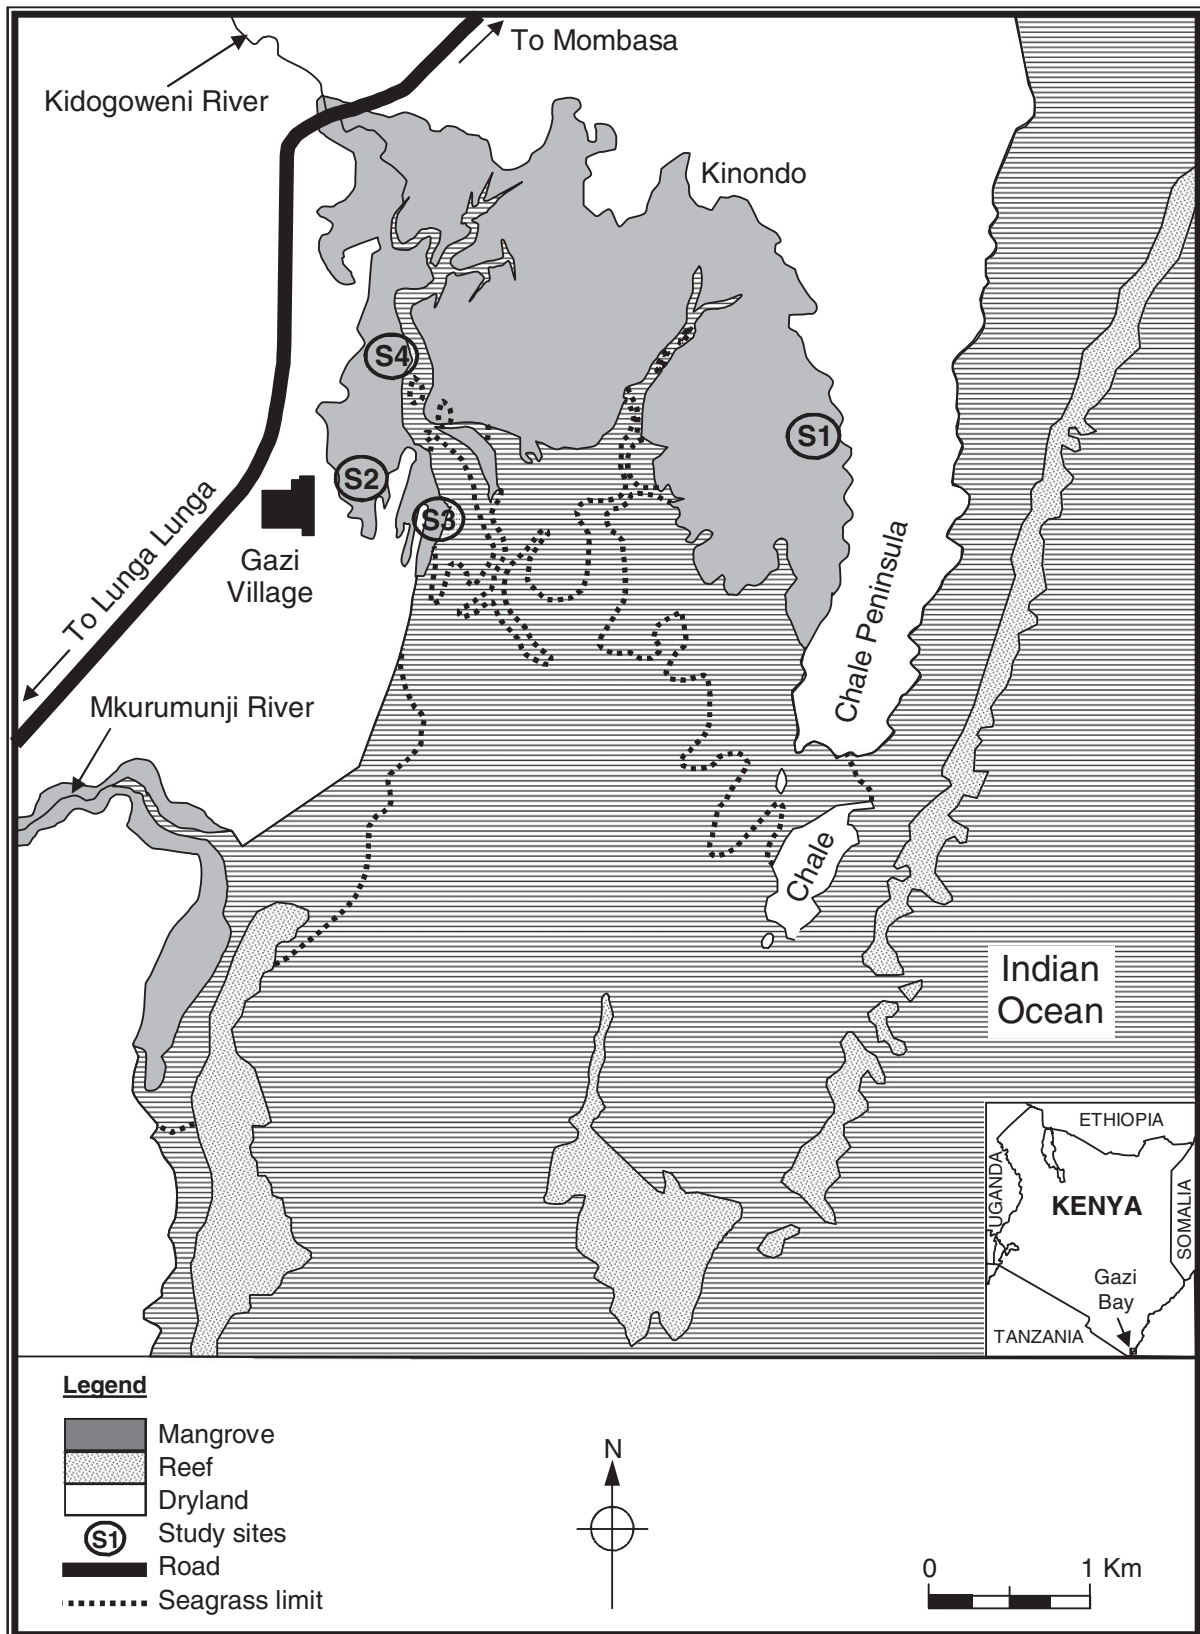 To Mombasa
Kidogoweni River
Kinondo
S4
S1
S2
S3
Gazi
Village
To Lunga Lunga
Chale Peninsula
Mkurumunji River
Chale
Indian
Ocean
ETHIOPIA
UGANDA
KENYA
SOMALIA
Gazi
Bay
TANZANIA
Legend
Mangrove
Reef
Dryland
S1 Study sites
Road
Seagrass limit
N
0 1 Km